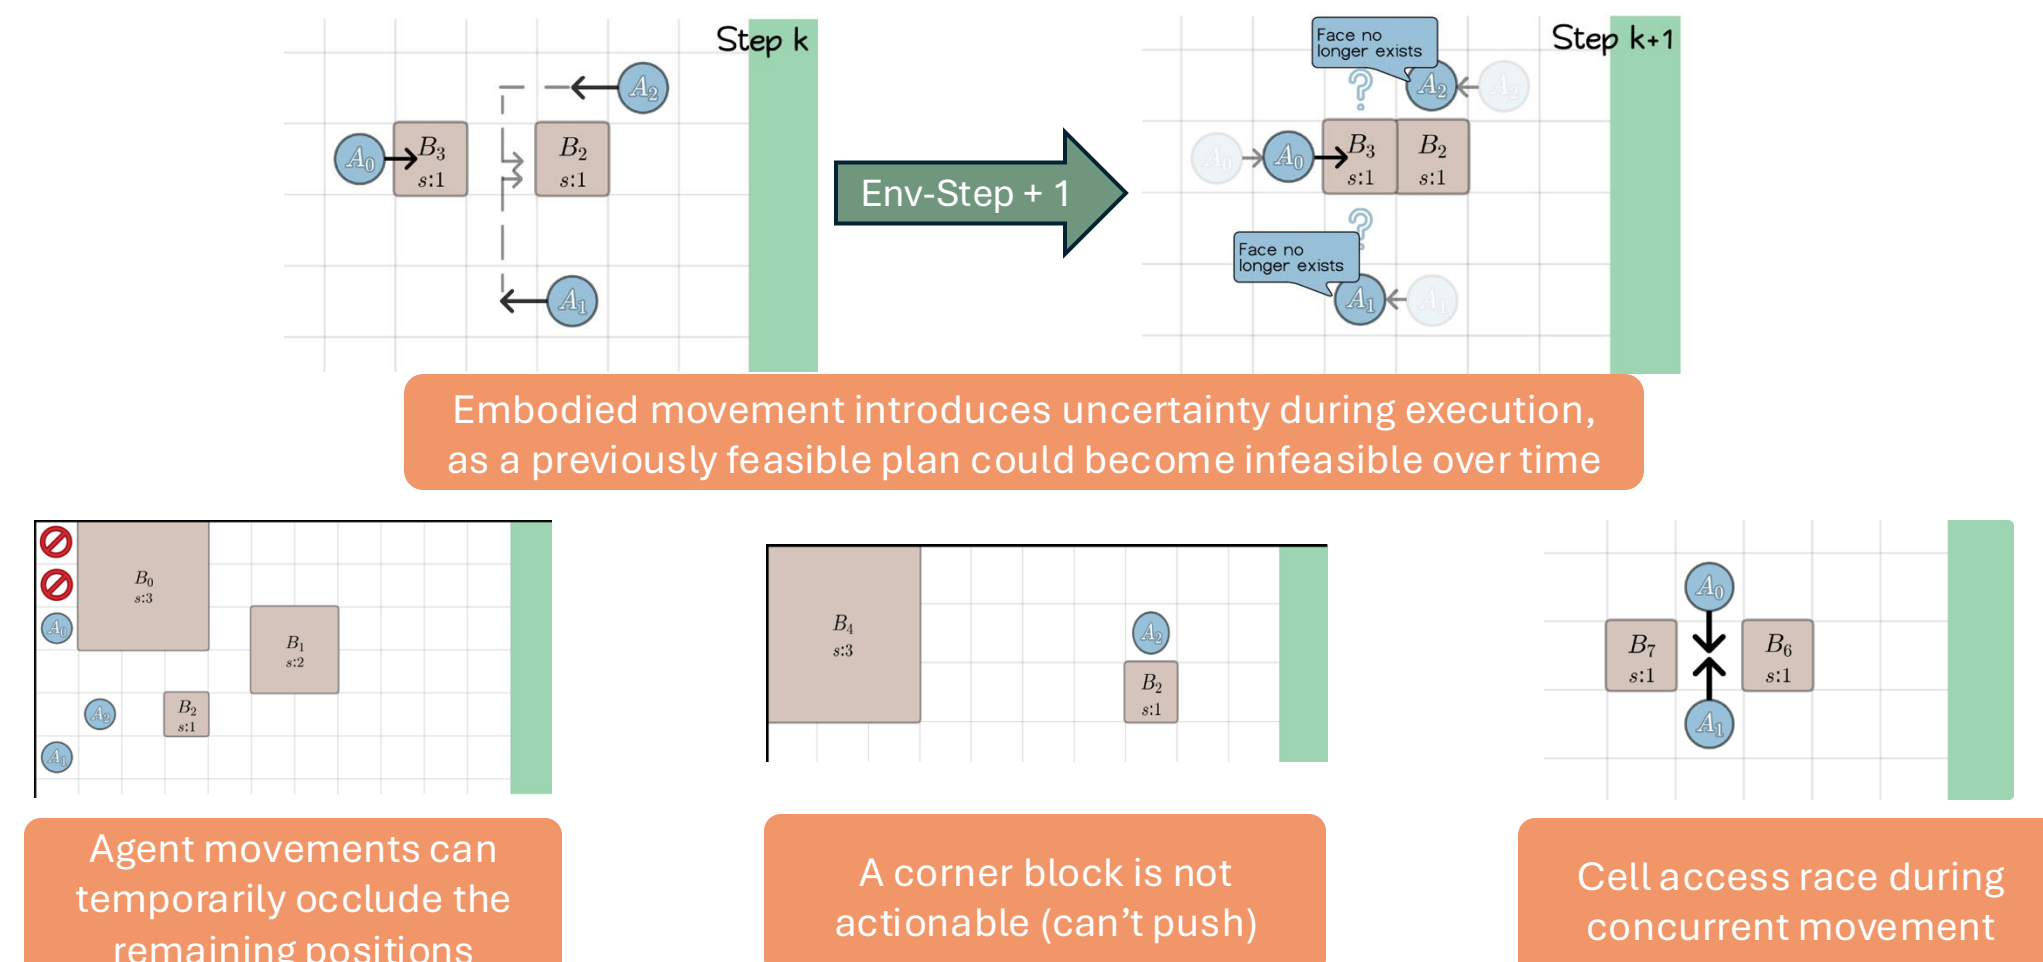 Step k
A₂
A₀
B₃
s:1
B₂
s:1
A₁
Env-Step + 1
Step k+1
Face no
longer exists
?
A₂
A₂
A₀
A₀
B₃
s:1
B₂
s:1
?
Face no
longer exists
A₁
A₁
Embodied movement introduces uncertainty during execution,
as a previously feasible plan could become infeasible over time
B₀
s:3
A₀
B₁
s:2
A₂
B₂
s:1
A₁
Agent movements can
temporarily occlude the
remaining positions
B₄
s:3
A₂
B₂
s:1
A corner block is not
actionable (can't push)
A₀
B₇
s:1
B₆
s:1
A₁
Cell access race during
concurrent movement